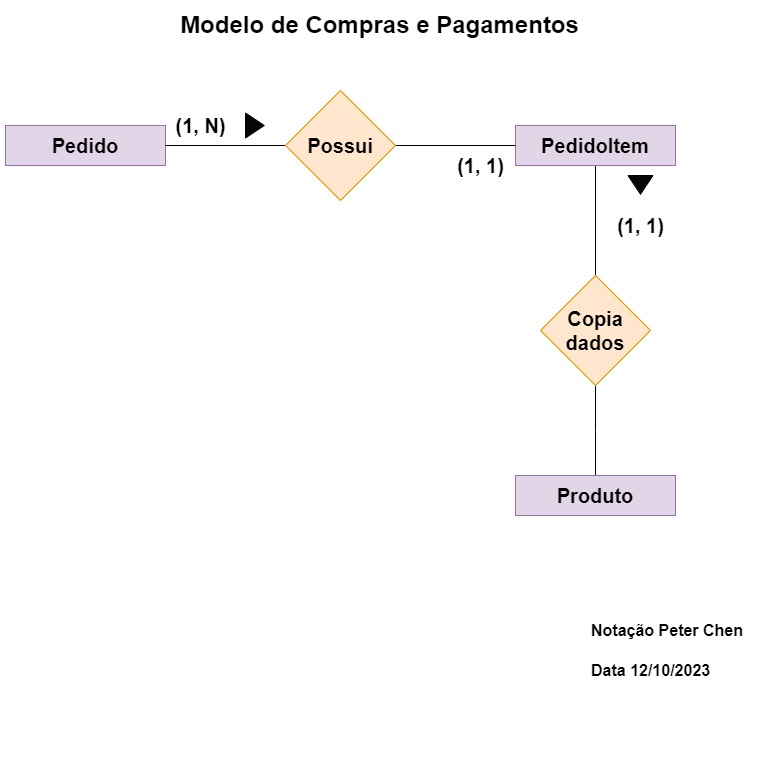 Modelo de Compras e Pagamentos
Pedido
(1, N)
Possui
(1, 1)
PedidoItem
(1, 1)
Copia
dados
Produto
Notação Peter Chen
Data 12/10/2023